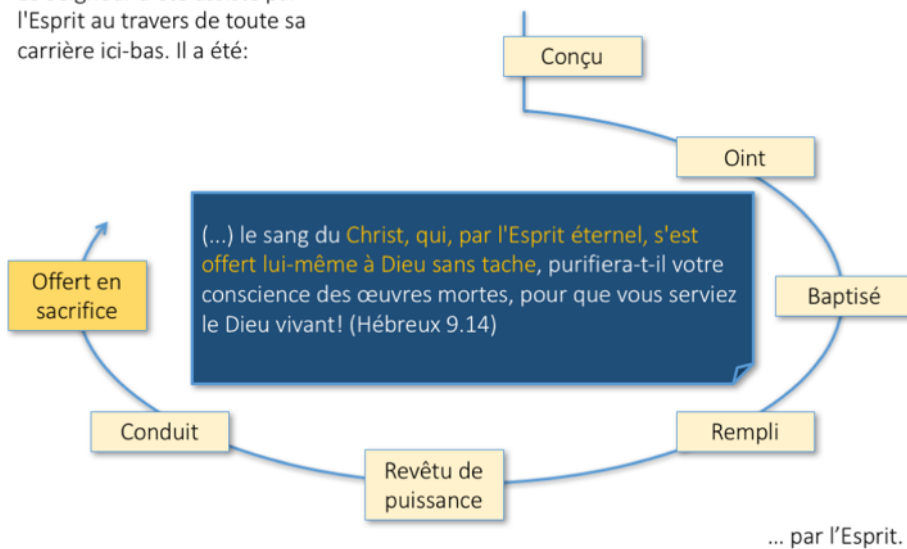 l'Esprit au travers de toute sa
carrière ici-bas. Il a été:
Conçu
Oint
Baptisé
Rempli
Revêtu de
puissance
Conduit
Offert en
sacrifice
(...) le sang du Christ, qui, par l'Esprit éternel, s'est
offert lui-même à Dieu sans tache, purifiera-t-il votre
conscience des œuvres mortes, pour que vous serviez
le Dieu vivant! (Hébreux 9.14)
... par l’Esprit.